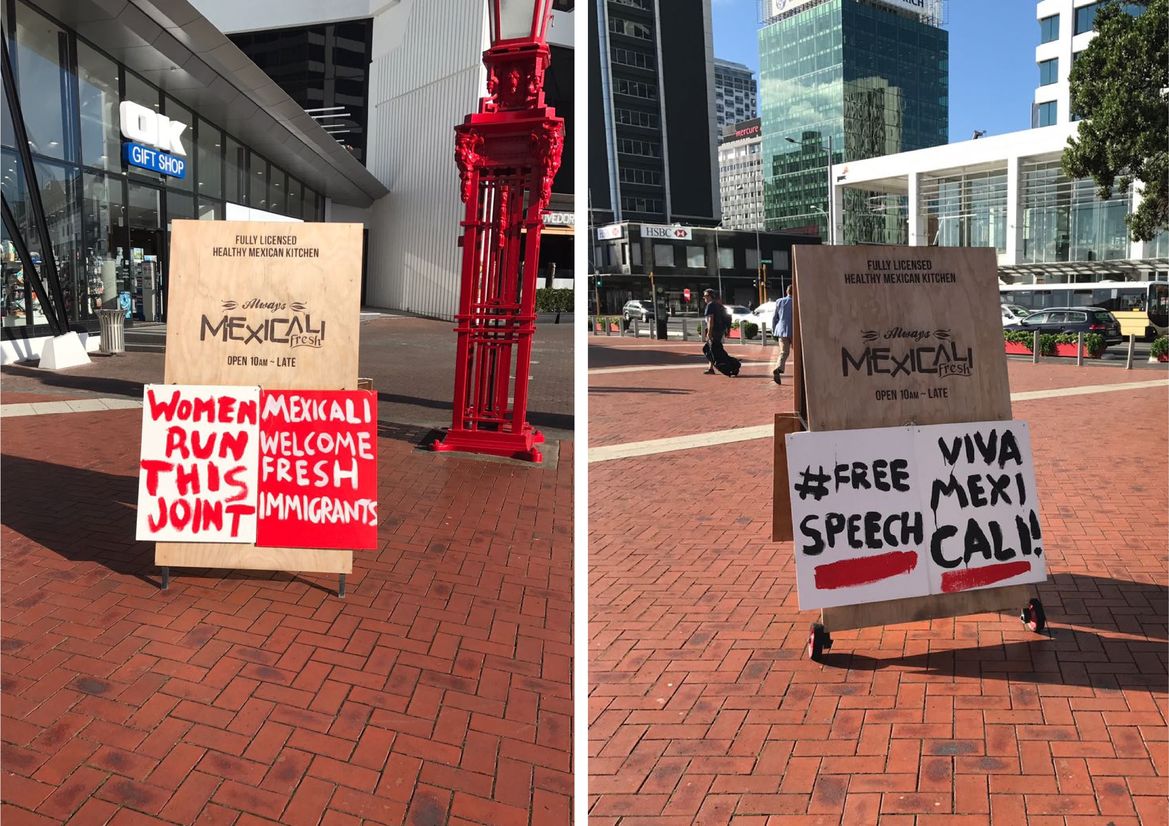 OK
GIFT SHOP
FULLY LICENSED
HEALTHY MEXICAN KITCHEN
Always
MEXICALI
fresh
OPEN 10AM ~ LATE
WOMEN
RUN
THIS
JOINT
MEXICALI
WELCOME
FRESH
IMMIGRANTS
mercure
HSBC
FULLY LICENSED
HEALTHY MEXICAN KITCHEN
Always
MEXICALI
fresh
OPEN 10AM ~ LATE
#FREE
SPEECH
VIVA
MEXI
CALI!!